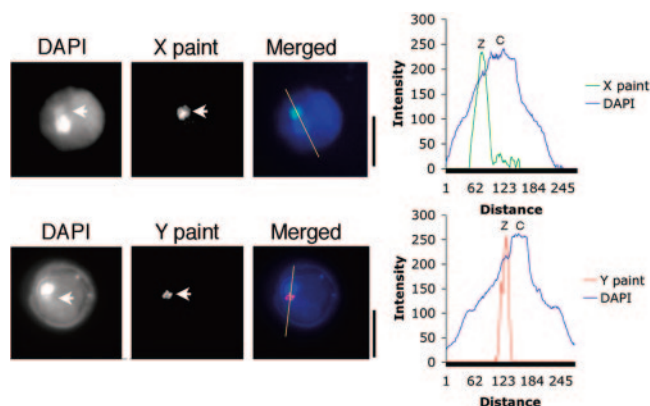 DAPI X paint Merged
Intensity
300
250
200
150
100
50
0
Z C
X paint
DAPI
1 62 123 184 245
Distance
DAPI Y paint Merged
Intensity
300
250
200
150
100
50
0
Z C
Y paint
DAPI
1 62 123 184 245
Distance